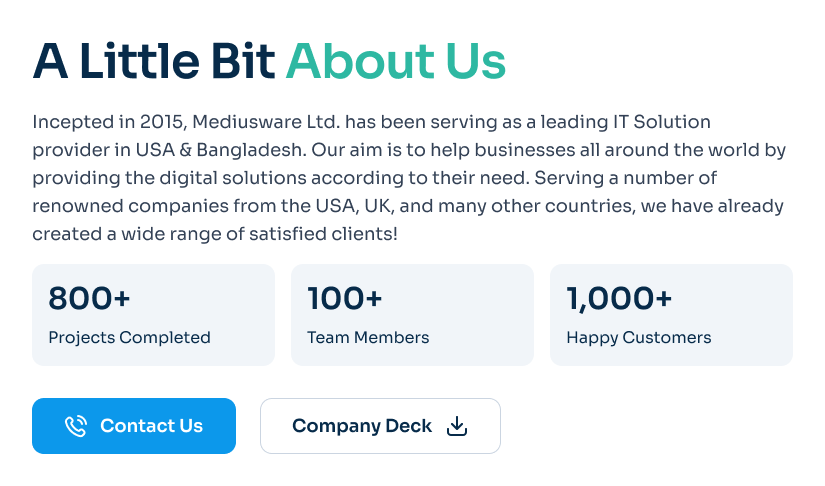 A Little Bit About Us
Incepted in 2015, Mediusware Ltd. has been serving as a leading IT Solution
provider in USA & Bangladesh. Our aim is to help businesses all around the world by
providing the digital solutions according to their need. Serving a number of
renowned companies from the USA, UK, and many other countries, we have already
created a wide range of satisfied clients!
800+
Projects Completed
100+
Team Members
1,000+
Happy Customers
Contact Us
Company Deck